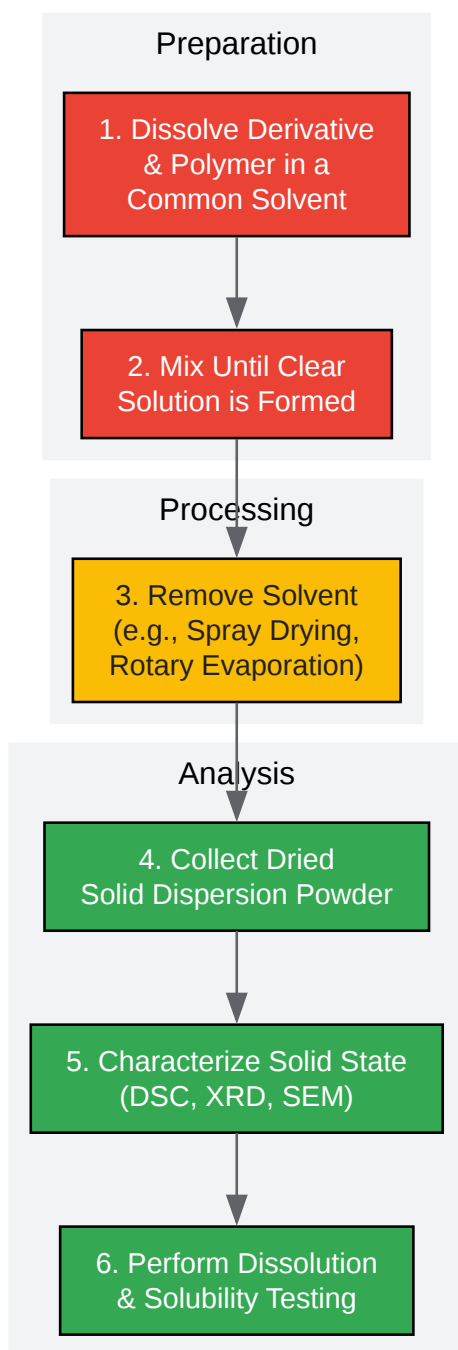 Preparation
1. Dissolve Derivative
& Polymer in a
Common Solvent
2. Mix Until Clear
Solution is Formed
Processing
3. Remove Solvent
(e.g., Spray Drying,
Rotary Evaporation)
Analysis
4. Collect Dried
Solid Dispersion Powder
5. Characterize Solid State
(DSC, XRD, SEM)
6. Perform Dissolution
& Solubility Testing